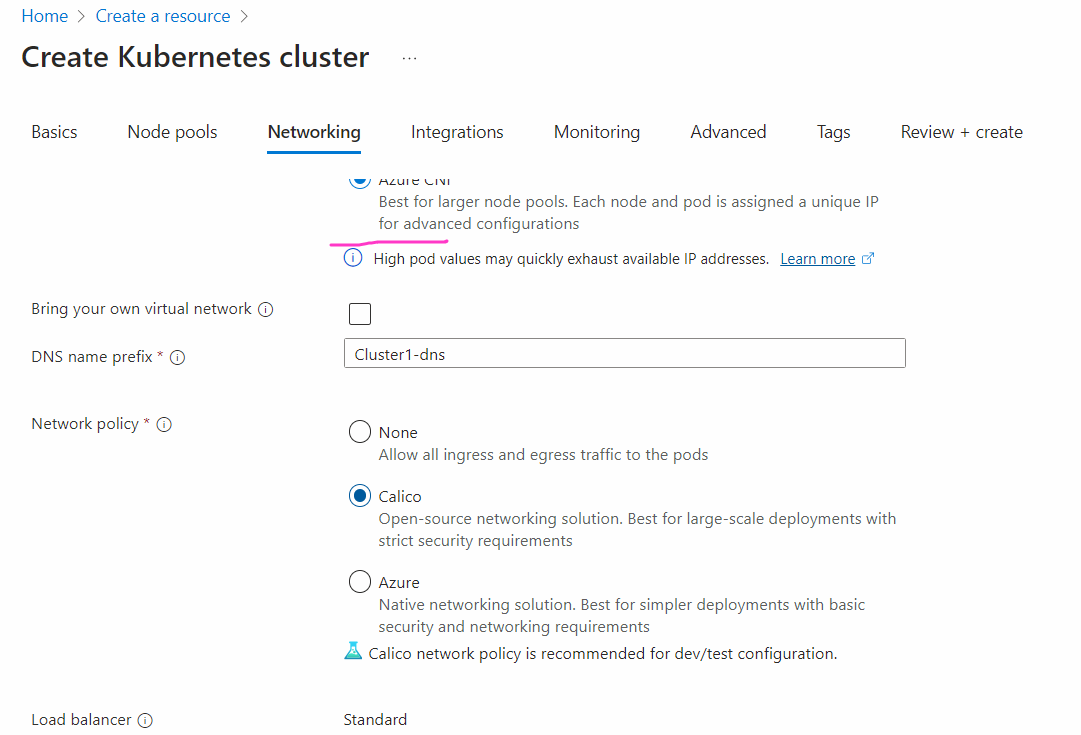 Home > Create a resource >
Create Kubernetes cluster ...
Basics Node pools Networking Integrations Monitoring Advanced Tags Review + create
Azure CNI
Best for larger node pools. Each node and pod is assigned a unique IP
for advanced configurations
High pod values may quickly exhaust available IP addresses. Learn more
Bring your own virtual network
DNS name prefix *
Cluster1-dns
Network policy *
None
Allow all ingress and egress traffic to the pods
Calico
Open-source networking solution. Best for large-scale deployments with
strict security requirements
Azure
Native networking solution. Best for simpler deployments with basic
security and networking requirements
Calico network policy is recommended for dev/test configuration.
Load balancer
Standard